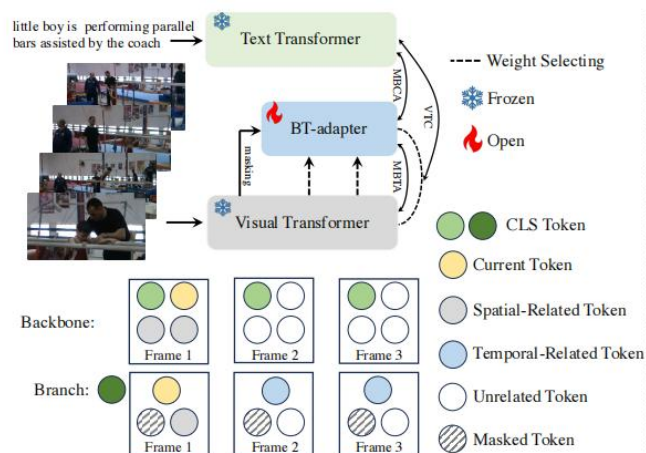 little boy is performing parallel
bars assisted by the coach
Text Transformer
Weight Selecting
MBCA
VTC
Frozen
BT-adapter
Open
masking
MBTA
Visual Transformer
CLS Token
Current Token
Backbone:
Spatial-Related Token
Frame 1
Frame 2
Frame 3
Temporal-Related Token
Branch:
Unrelated Token
Frame 1
Frame 2
Frame 3
Masked Token